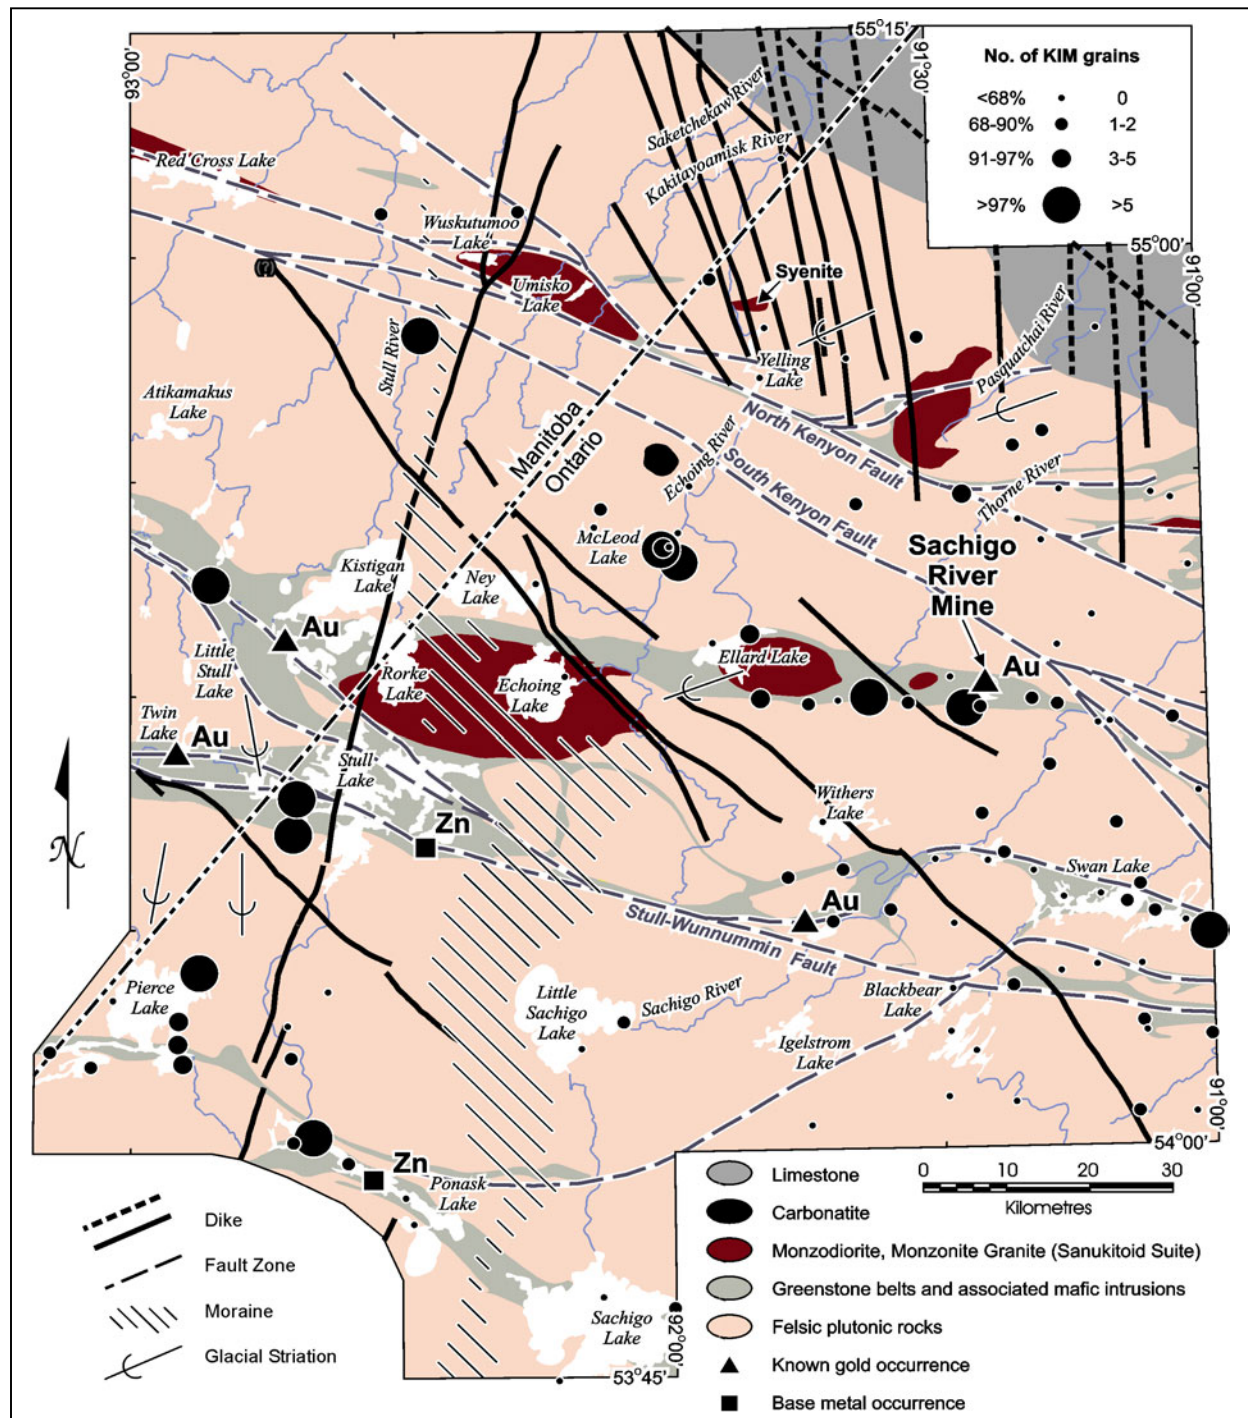 93°00'
55°15'
91°30'
No. of KIM grains
<68% 0
68-90% 1-2
91-97% 3-5
>97% >5
55°00'
91°00'
Saketchekaw River
Kakitayoamisk River
Red Cross Lake
Wuskutumoo
Lake
Umisko
Lake
Syenite
Yelling
Lake
Pasquatchai River
Stull River
Atikamakus
Lake
Manitoba
Ontario
North Kenyon Fault
South Kenyon Fault
Echoing River
Thorne River
McLeod
Lake
Sachigo
River
Mine
Kistigan
Lake
Ney
Lake
Au
Little
Stull
Lake
Rorke
Lake
Echoing
Lake
Ellard Lake
Au
Twin
Lake
Au
Stull
Lake
Zn
Withers
Lake
Swan Lake
Au
Stull-Wunnummin Fault
N
Pierce
Lake
Little
Sachigo
Lake
Sachigo River
Blackbear
Lake
Igelstrom
Lake
91°00'
54°00'
Zn
Ponask
Lake
Sachigo
Lake
92°00'
53°45'
Dike
Fault Zone
Moraine
Glacial Striation
0 10 20 30
Kilometres
Limestone
Carbonatite
Monzodiorite, Monzonite Granite (Sanukitoid Suite)
Greenstone belts and associated mafic intrusions
Felsic plutonic rocks
Known gold occurrence
Base metal occurrence